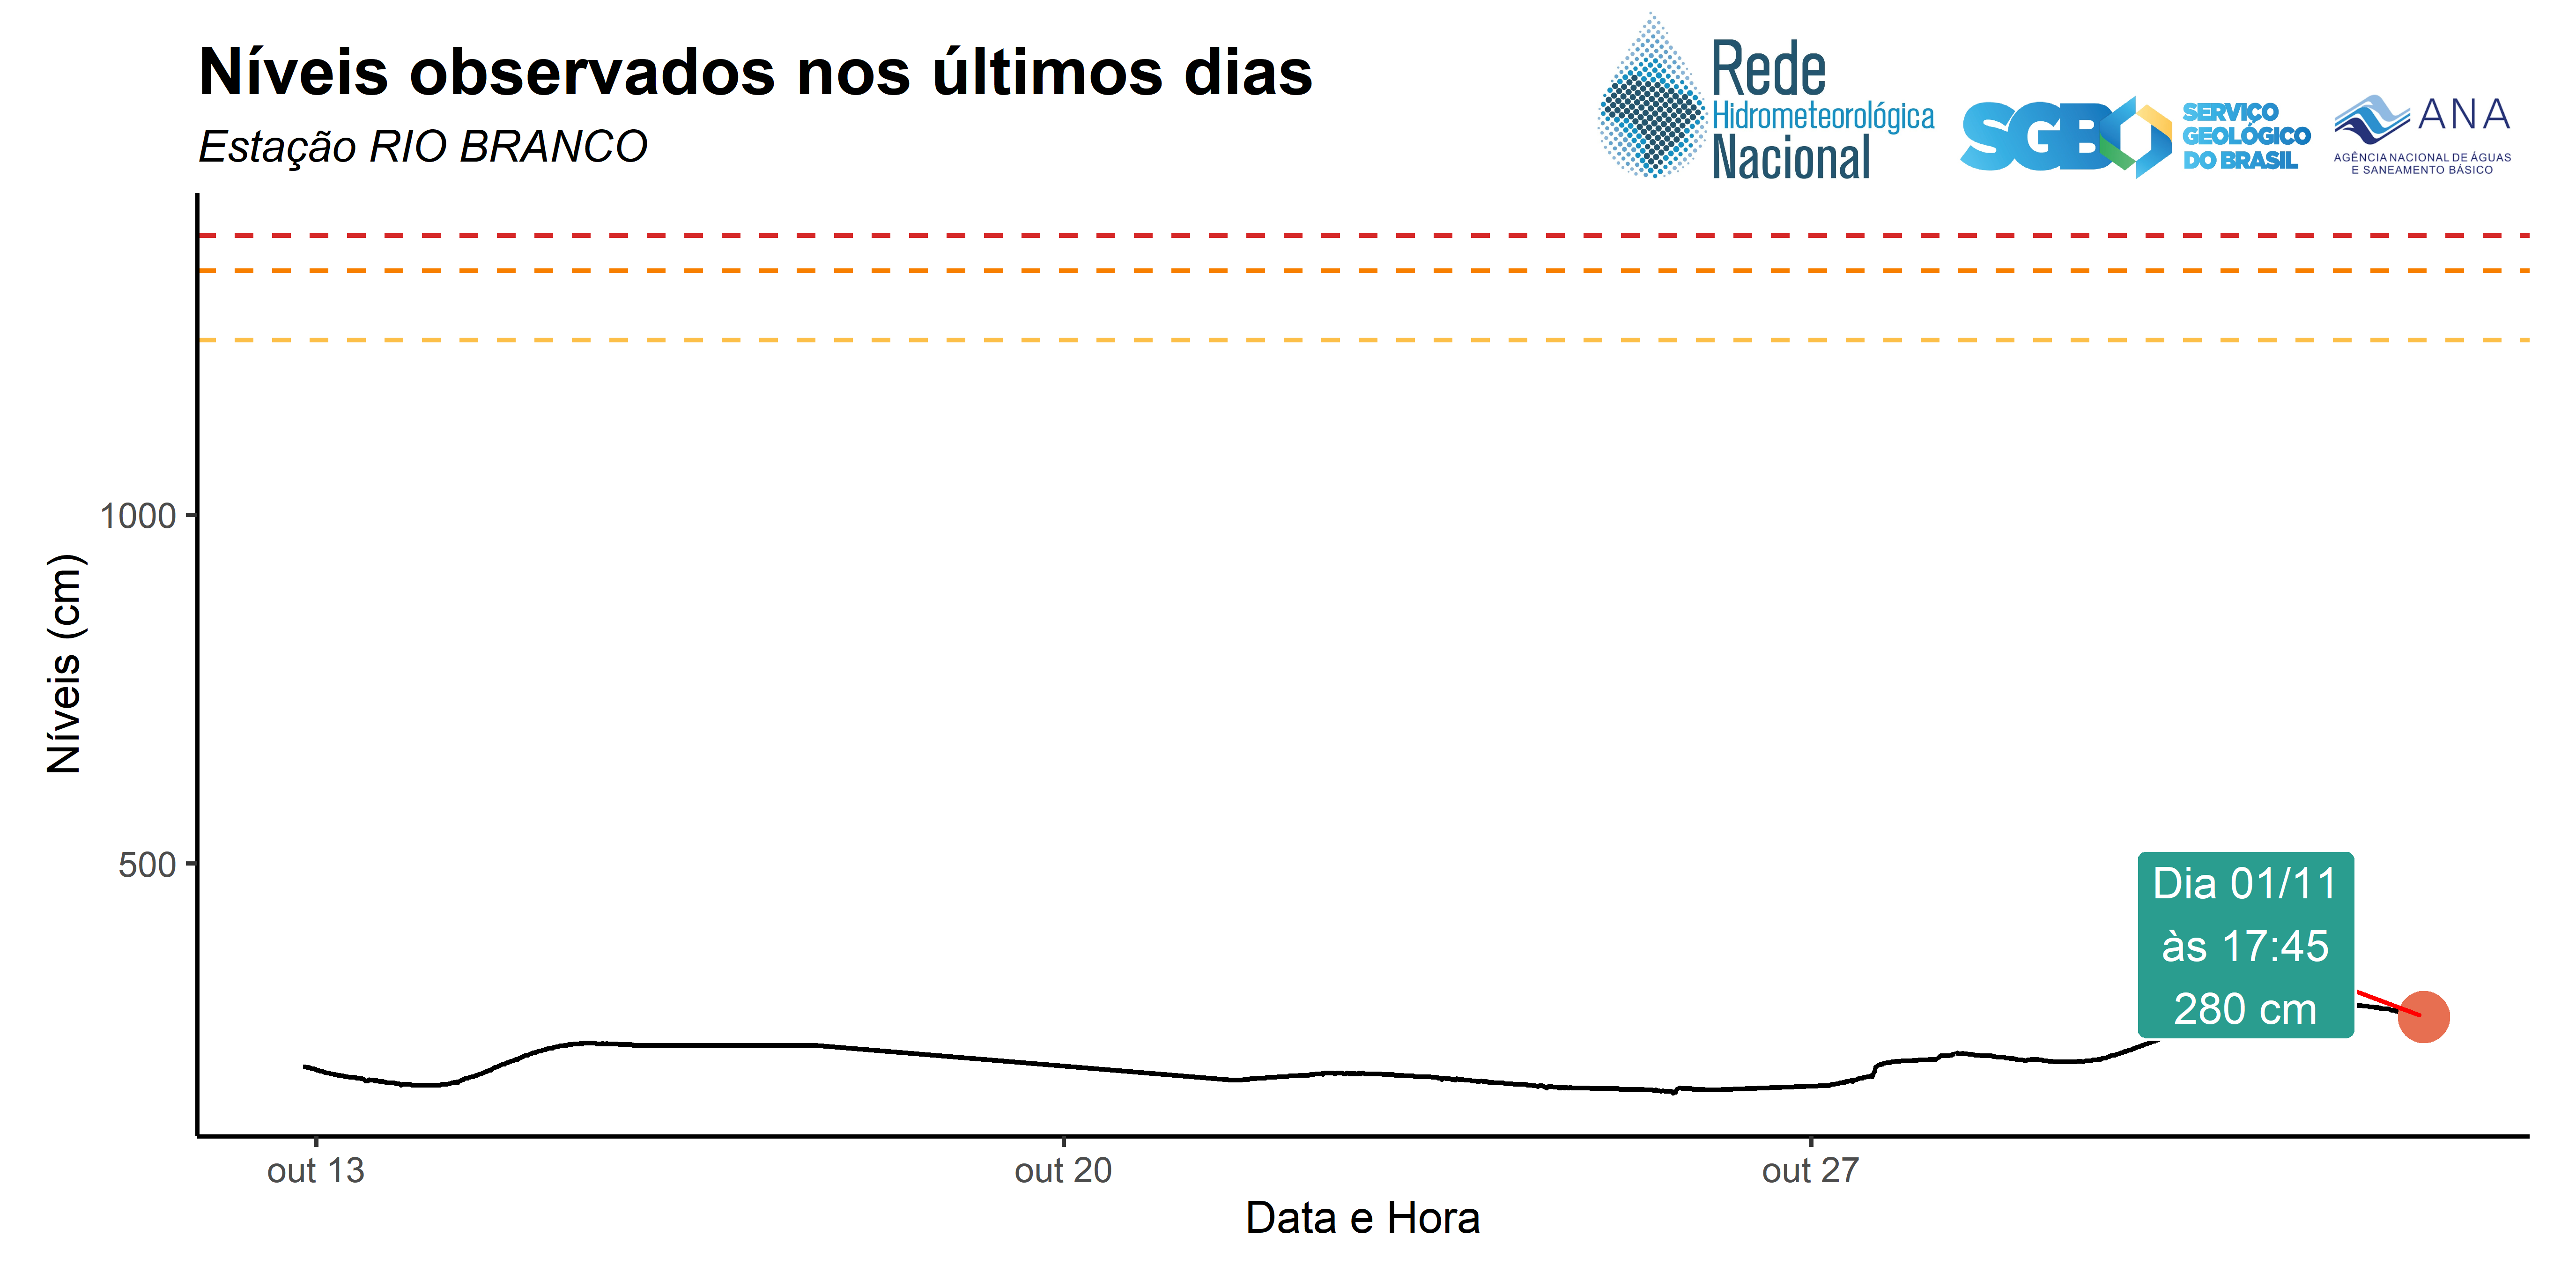 Níveis observados nos últimos dias
Estação RIO BRANCO
Rede
Hidrometeorológica
Nacional
SGB
SERVIÇO
GEOLÓGICO
DO BRASIL
ANA
AGÊNCIA NACIONAL DE ÁGUAS
E SANEAMENTO BÁSICO
Níveis (cm)
1000
500
Dia 01/11
às 17:45
280 cm
out 13
out 20
out 27
Data e Hora